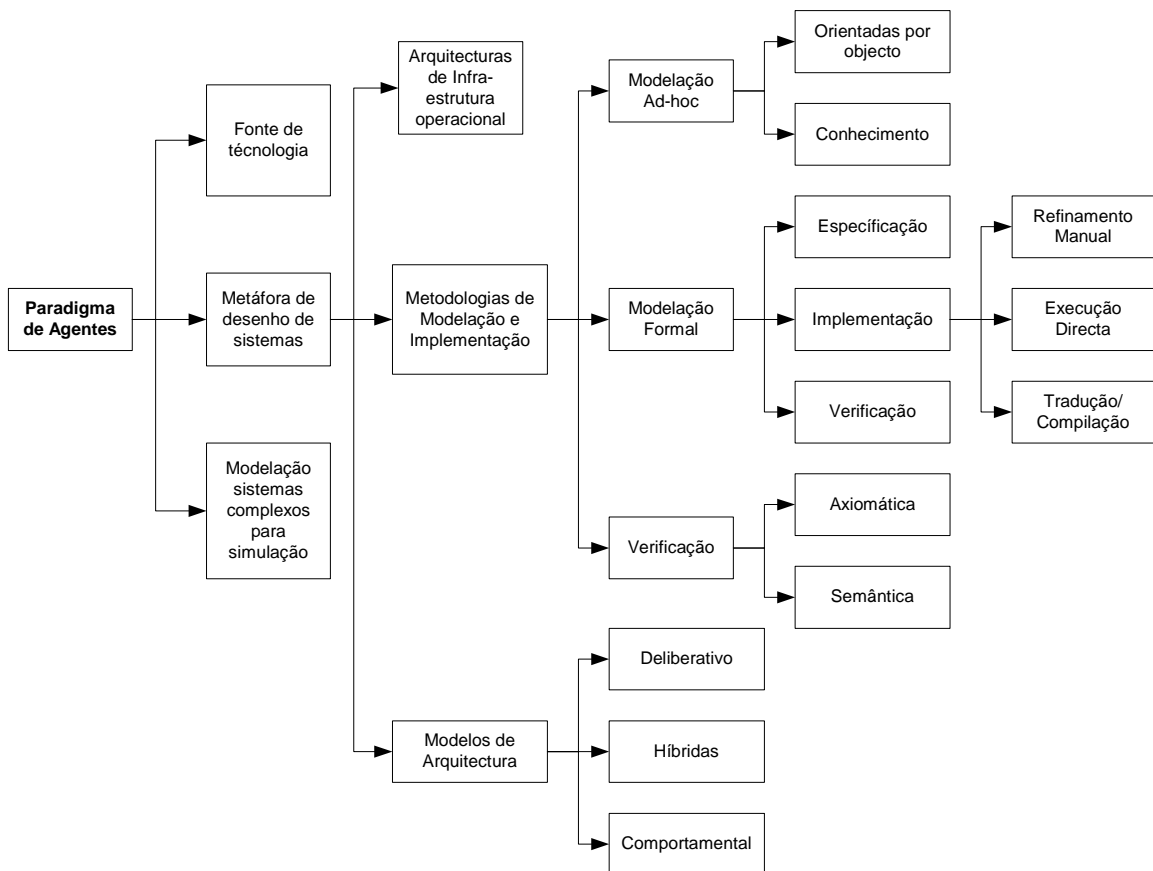 Paradigma
de Agentes
Fonte de
técnologia
Metáfora de
desenho de
sistemas
Modelação
sistemas
complexos
para
simulação
Arquitecturas
de Infra-
estrutura
operacional
Metodologias de
Modelação e
Implementação
Modelos de
Arquitectura
Modelação
Ad-hoc
Modelação
Formal
Verificação
Deliberativo
Híbridas
Comportamental
Orientadas por
objecto
Conhecimento
Específicação
Implementação
Verificação
Axiomática
Semântica
Refinamento
Manual
Execução
Directa
Tradução/
Compilação